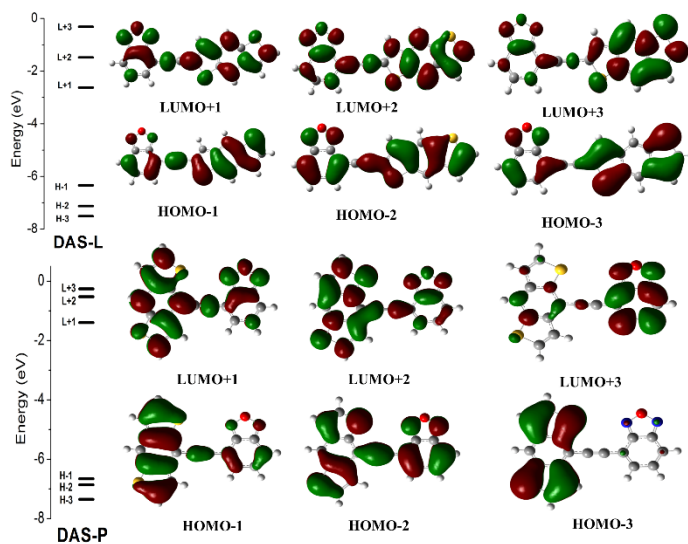 0
-2
-4
-6
-8
Energy (eV)
L+3
L+2
L+1
H-1
H-2
H-3
DAS-L
LUMO+1
LUMO+2
LUMO+3
HOMO-1
HOMO-2
HOMO-3
0
-2
-4
-6
-8
Energy (eV)
L+3
L+2
L+1
H-1
H-2
H-3
DAS-P
LUMO+1
LUMO+2
LUMO+3
HOMO-1
HOMO-2
HOMO-3